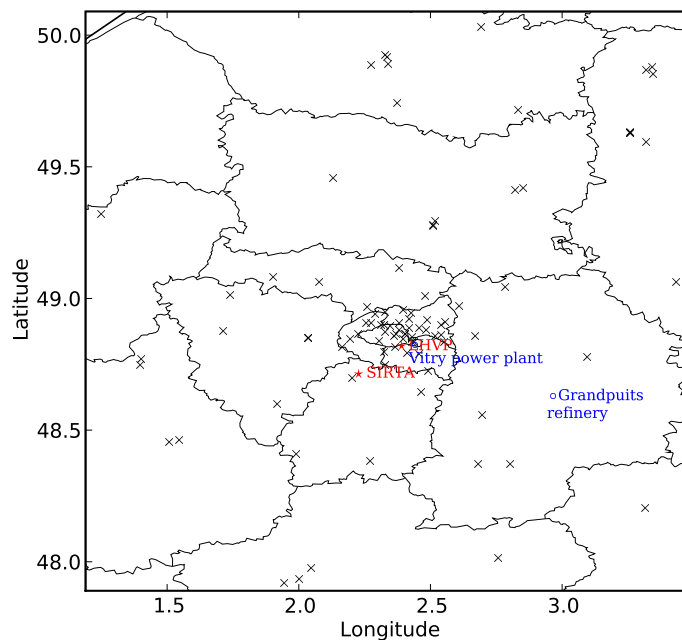 50.0
49.5
49.0
48.5
48.0
Latitude
LHVP
Vitry power plant
SIRTA
Grandpuits
refinery
1.5
2.0
2.5
3.0
Longitude